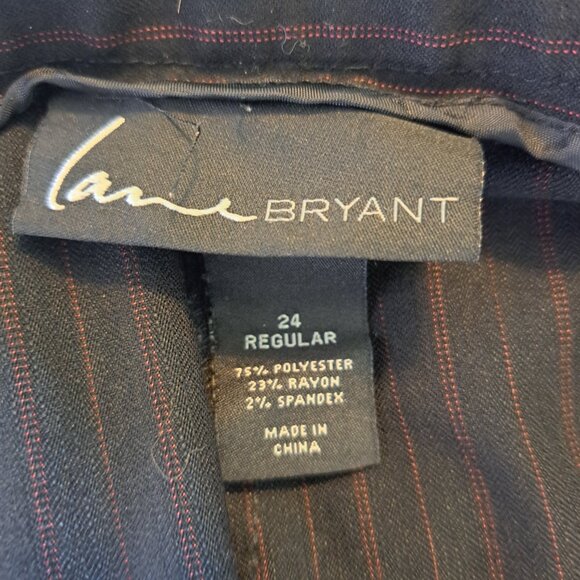 lane BRYANT
24
REGULAR
75% POLYESTER
23% RAYON
2% SPANDEX
MADE IN
CHINA